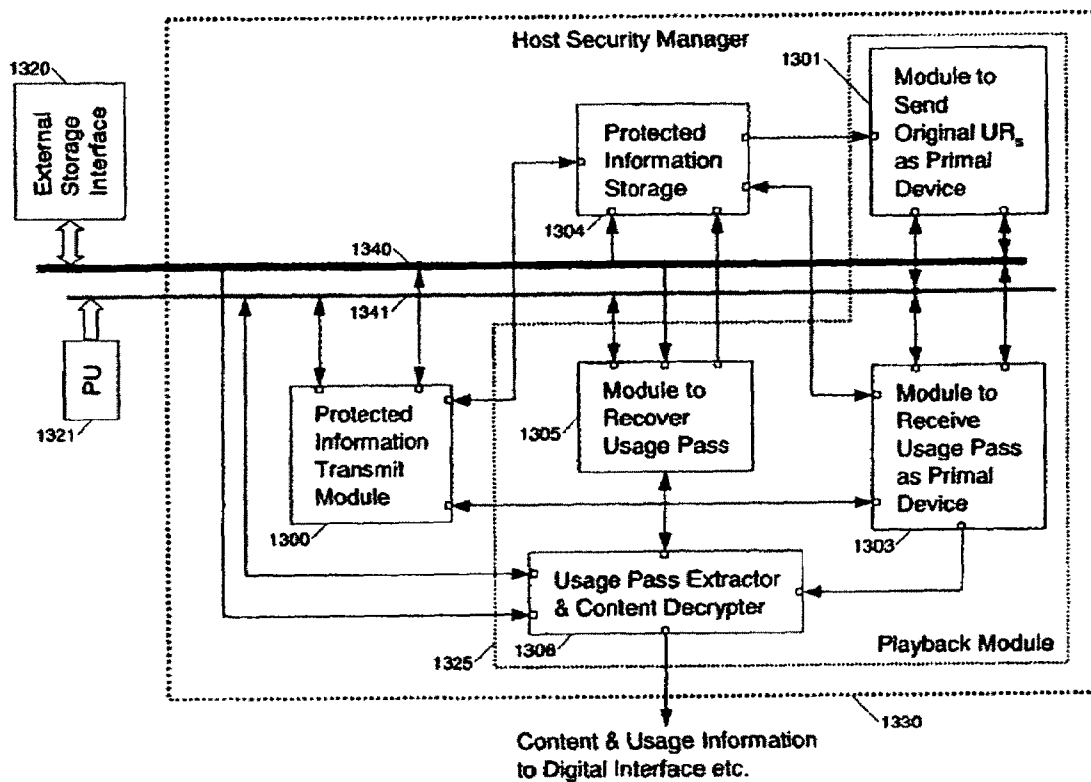 Host Security Manager
1320
External
Storage
Interface
1301
Module to
Send
Original URs
as Primal
Device
Protected
Information
Storage
1304
1340
1341
PU
1321
Protected
Information
Transmit
Module
1300
1305
Module to
Recover
Usage Pass
Module to
Receive
Usage Pass
as Primal
Device
1303
Usage Pass Extractor
& Content Decrypter
1306
1325
Playback Module
1330
Content & Usage Information
to Digital Interface etc.